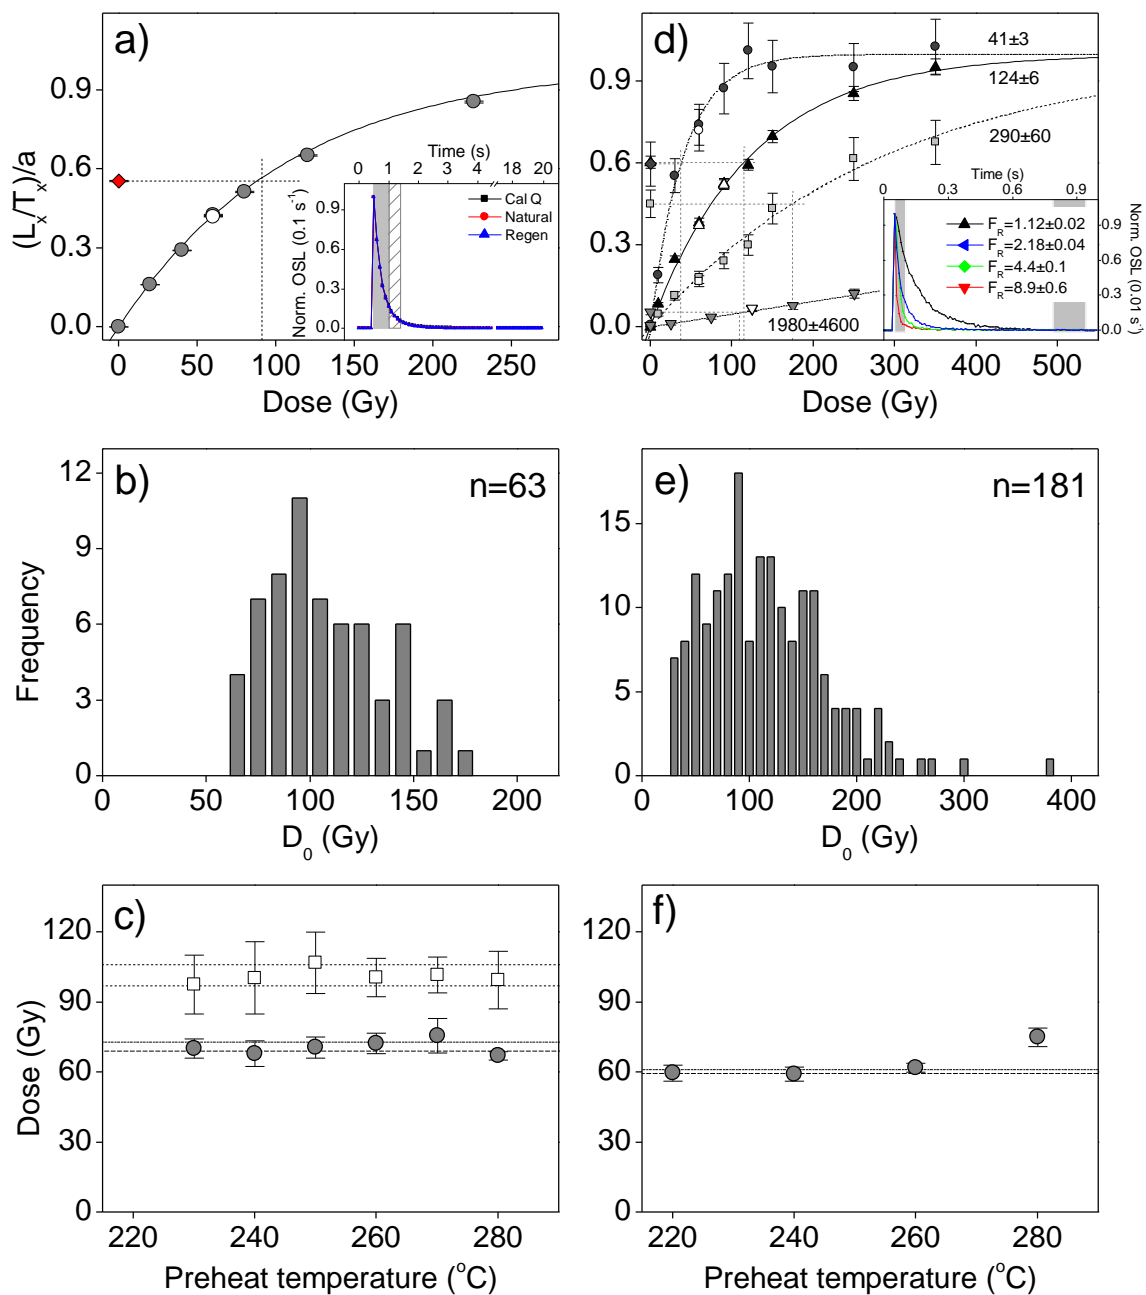 a)
0.9
0.6
0.3
0.0
(Lx/Tx)/a
0 50 100 150 200 250
Dose (Gy)
Time (s)
0 1 2 3 4 18 20
0.9
0.6
0.3
0.0
Norm. OSL (0.1 s-1)
Cal Q
Natural
Regen
d)
0.9
0.6
0.3
0.0
41±3
124±6
290±60
1980±4600
0 100 200 300 400 500
Dose (Gy)
Time (s)
0 0.3 0.6 0.9
FR=1.12±0.02
FR=2.18±0.04
FR=4.4±0.1
FR=8.9±0.6
0.9
0.6
0.3
0.0
Norm. OSL (0.01 s-1)
b)
n=63
12
9
6
3
0
Frequency
0 50 100 150 200
D0 (Gy)
e)
n=181
15
10
5
0
0 100 200 300 400
D0 (Gy)
c)
120
90
60
30
0
Dose (Gy)
220 240 260 280
Preheat temperature (oC)
f)
120
90
60
30
0
220 240 260 280
Preheat temperature (oC)